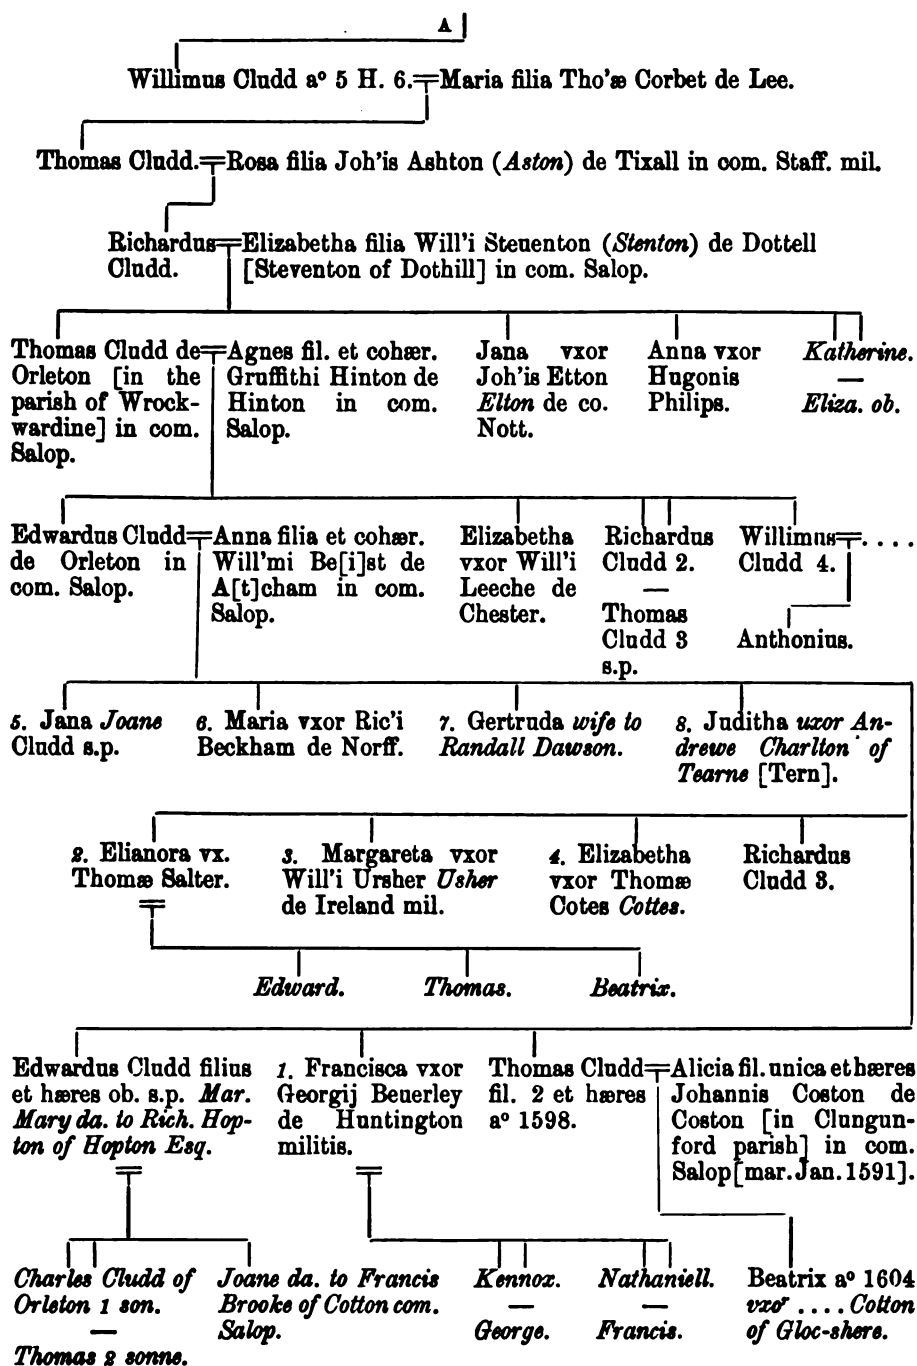 A
Willimus Cludd aº 5 H. 6.=Maria filia Tho'æ Corbet de Lee.
Thomas Cludd.=Rosa filia Joh'is Ashton (Aston) de Tixall in com. Staff. mil.
Richardus=Elizabetha filia Will'i Steuenton (Stenton) de Dottell
Cludd. [Steventon of Dothill] in com. Salop.
Thomas Cludd de=
Orleton [in the
parish of Wrock-
wardine] in com.
Salop.
Agnes fil. et cohær.
Gruffithi Hinton de
Hinton in com.
Salop.
Jana vxor
Joh'is Etton
Elton de co.
Nott.
Anna vxor
Hugonis
Philips.
Katherine.
—
Eliza. ob.
Edwardus Cludd=
de Orleton in
com. Salop.
Anna filia et cohær.
Will'mi Be[i]st de
A[t]cham in com.
Salop.
Elizabetha
vxor Will'i
Leeche de
Chester.
Richardus
Cludd 2.
—
Thomas
Cludd 3
s.p.
Willimus=. . . .
Cludd 4.
Anthonius.
5. Jana Joane
Cludd s.p.
6. Maria vxor Ric'i
Beckham de Norff.
7. Gertruda wife to
Randall Dawson.
8. Juditha uxor An-
drewe Charlton of
Tearne [Tern].
2. Elianora vx.
Thomæ Salter.
3. Margareta vxor
Will'i Ursher Usher
de Ireland mil.
4. Elizabetha
vxor Thomæ
Cotes Cottes.
Richardus
Cludd 3.
Edward.
Thomas.
Beatrix.
Edwardus Cludd filius
et hæres ob. s.p. Mar.
Mary da. to Rich. Hop-
ton of Hopton Esq.
1. Francisca vxor
Georgij Beuerley
de Huntington
militis.
Thomas Cludd=
fil. 2 et hæres
aº 1598.
Alicia fil. unica et hæres
Johannis Coston de
Coston [in Clungun-
ford parish] in com.
Salop [mar. Jan. 1591].
Charles Cludd of
Orleton 1 son.
—
Thomas 2 sonne.
Joane da. to Francis
Brooke of Cotton com.
Salop.
Kennox.
—
George.
Nathaniell.
—
Francis.
Beatrix aº 1604
vxor . . . . Cotton
of Gloc-shere.